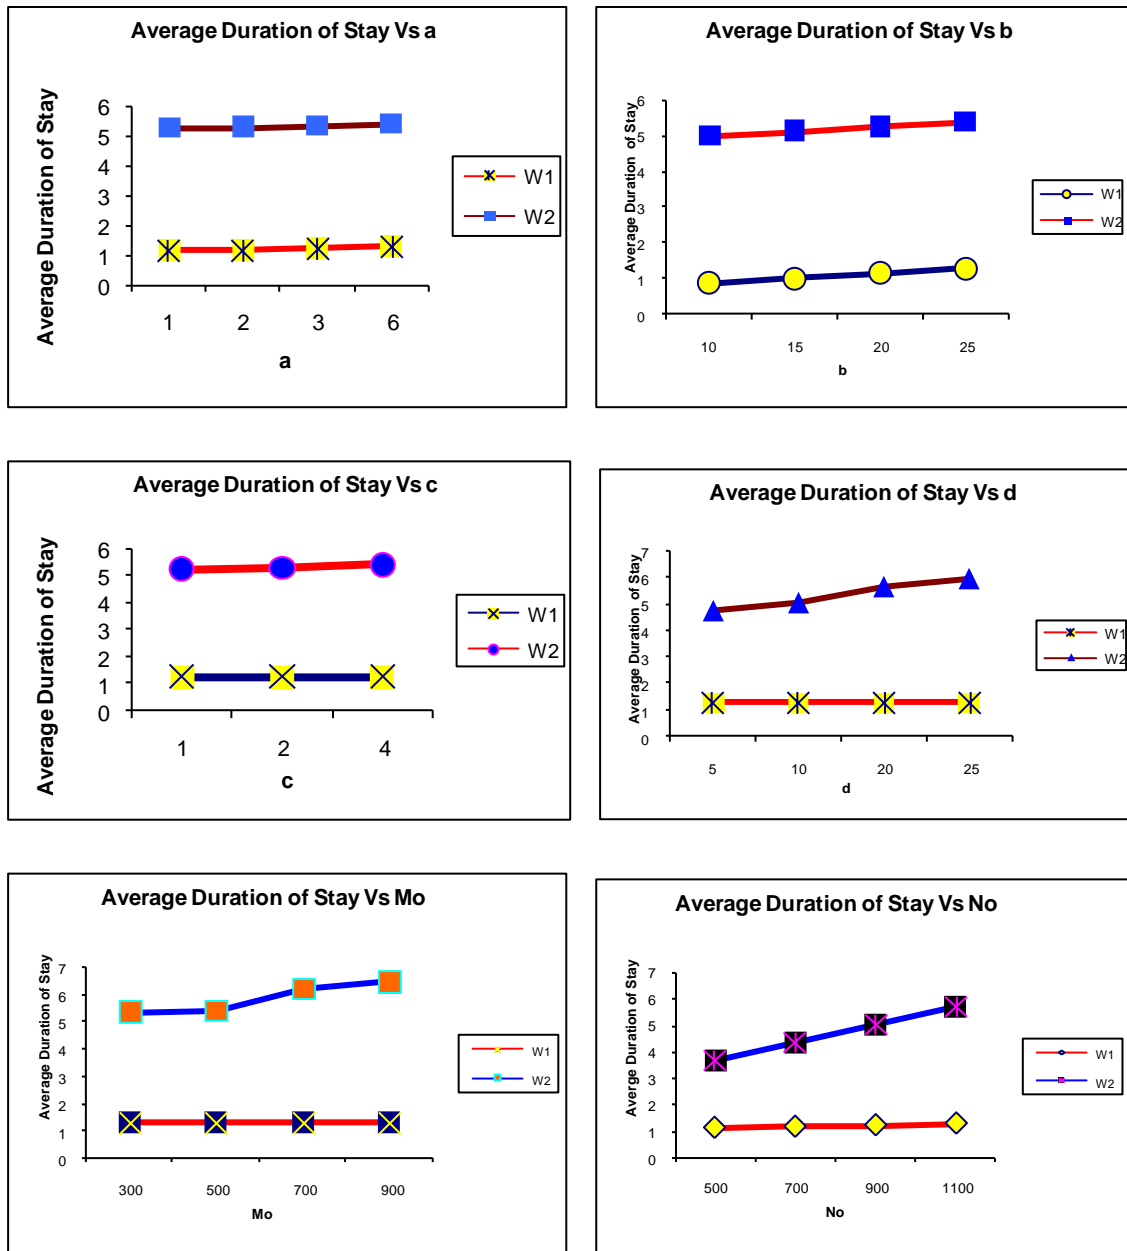 Average Duration of Stay Vs a
Average Duration of Stay
6
5
4
3
2
1
0
1 2 3 6
a
W1
W2
Average Duration of Stay Vs b
Average Duration of Stay
6
5
4
3
2
1
0
10 15 20 25
b
W1
W2
Average Duration of Stay Vs c
Average Duration of Stay
6
5
4
3
2
1
0
1 2 4
c
W1
W2
Average Duration of Stay Vs d
Average Duration of Stay
7
6
5
4
3
2
1
0
5 10 20 25
d
W1
W2
Average Duration of Stay Vs Mo
Average Duration of Stay
7
6
5
4
3
2
1
0
300 500 700 900
Mo
W1
W2
Average Duration of Stay Vs No
Averge Duration of Stay
7
6
5
4
3
2
1
0
500 700 900 1100
No
W1
W2